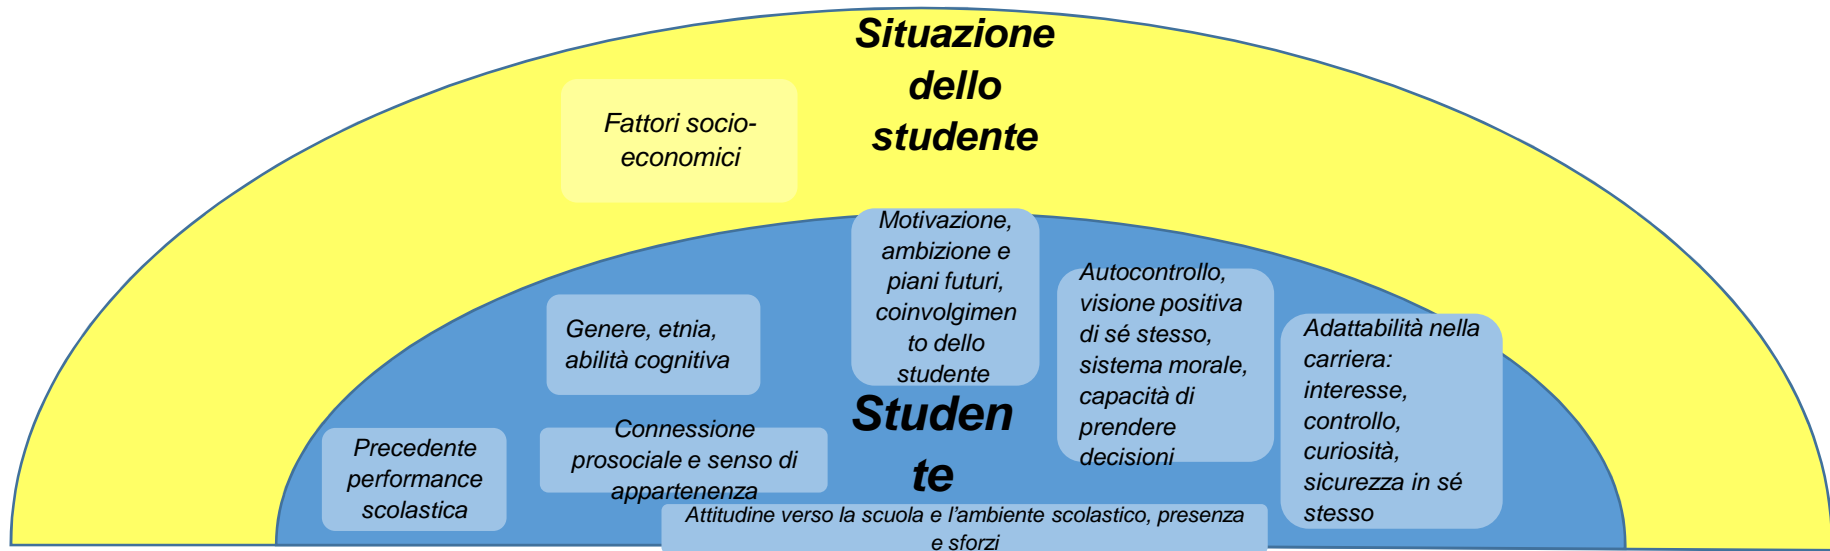 Situazione
dello
studente
Fattori socio-
economici
Motivazione,
ambizione e
piani futuri,
coinvolgimen
to dello
studente
Autocontrollo,
visione positiva
di sé stesso,
sistema morale,
capacità di
prendere
decisioni
Adattabilità nella
carriera:
interesse,
controllo,
curiosità,
sicurezza in sé
stesso
Genere, etnia,
abilità cognitiva
Studen
te
Precedente
performance
scolastica
Connessione
prosociale e senso di
appartenenza
Attitudine verso la scuola e l’ambiente scolastico, presenza
e sforzi